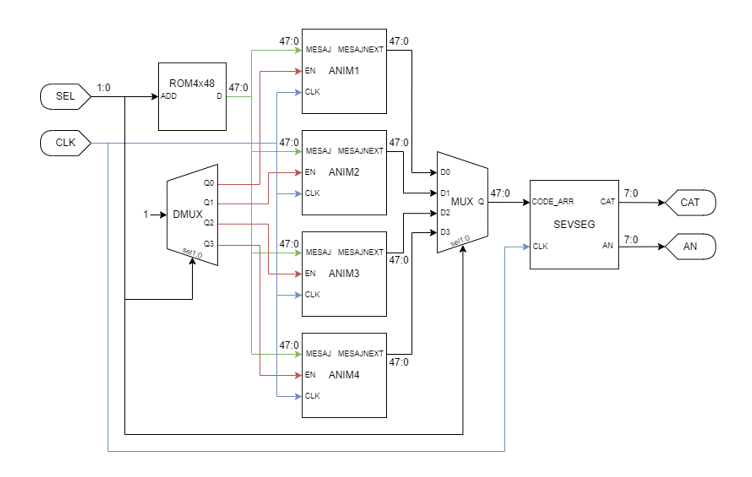 47:0
47:0
MESAJ MESAJNEXT
ROM4x48
1:0
47:0
EN
ANIM1
SEL
ADD
D
CLK
CLK
47:0
47:0
MESAJ MESAJNEXT
EN
ANIM2
D0
Q0
CLK
D1
MUX
Q
47:0
CODE_ARR
CAT
7:0
CAT
Q1
1
DMUX
Q2
D2
SEVSEG
D3
Q3
sel1:0
sel1:0
47:0
MESAJ MESAJNEXT
47:0
CLK
AN
7:0
AN
EN
ANIM3
CLK
47:0
MESAJ MESAJNEXT
47:0
EN
ANIM4
CLK